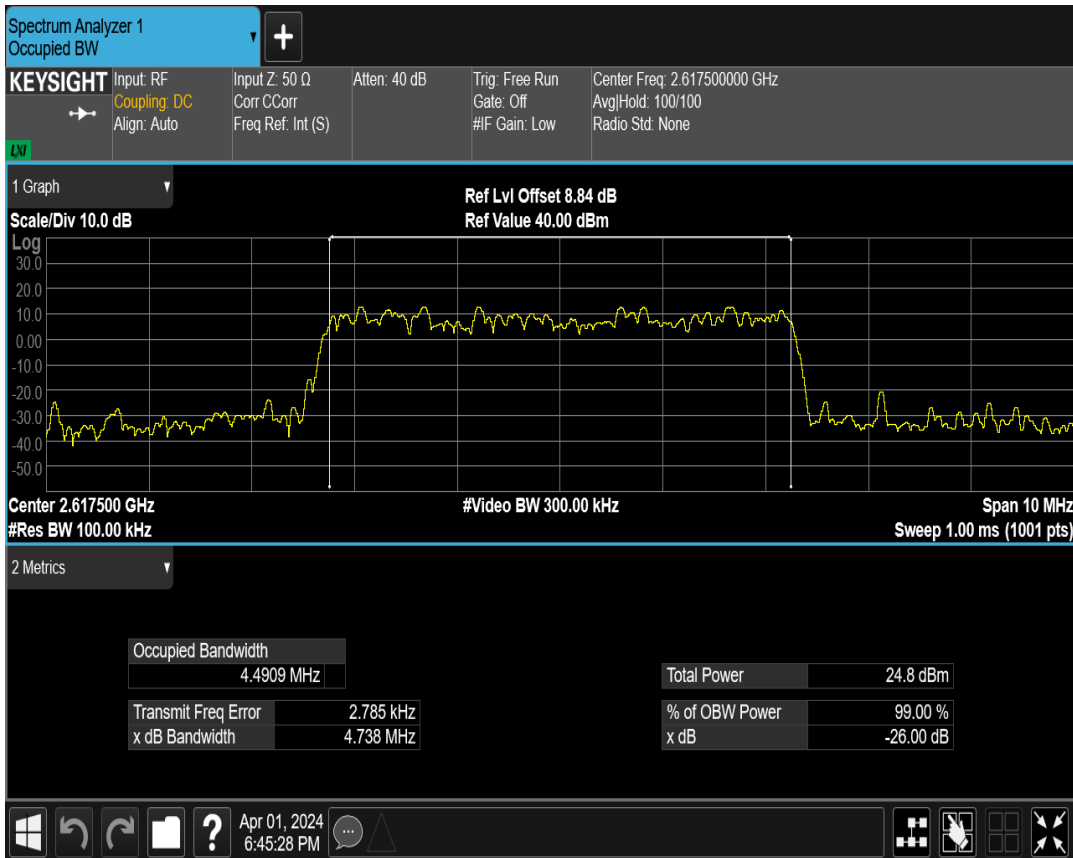 Spectrum Analyzer 1
Occupied BW
+
KEYSIGHT
LXI
Input: RF
Coupling: DC
Align: Auto
Input Z: 50 Ω
Corr CCorr
Freq Ref: Int (S)
Atten: 40 dB
Trig: Free Run
Gate: Off
#IF Gain: Low
Center Freq: 2.617500000 GHz
Avg|Hold: 100/100
Radio Std: None
1 Graph
Scale/Div 10.0 dB
Ref Lvl Offset 8.84 dB
Ref Value 40.00 dBm
Log
30.0
20.0
10.0
0.00
-10.0
-20.0
-30.0
-40.0
-50.0
Center 2.617500 GHz
#Video BW 300.00 kHz
Span 10 MHz
#Res BW 100.00 kHz
Sweep 1.00 ms (1001 pts)
2 Metrics
Occupied Bandwidth
4.4909 MHz
Total Power 24.8 dBm
Transmit Freq Error 2.785 kHz
% of OBW Power 99.00 %
x dB Bandwidth 4.738 MHz
x dB -26.00 dB
?
Apr 01, 2024
6:45:28 PM